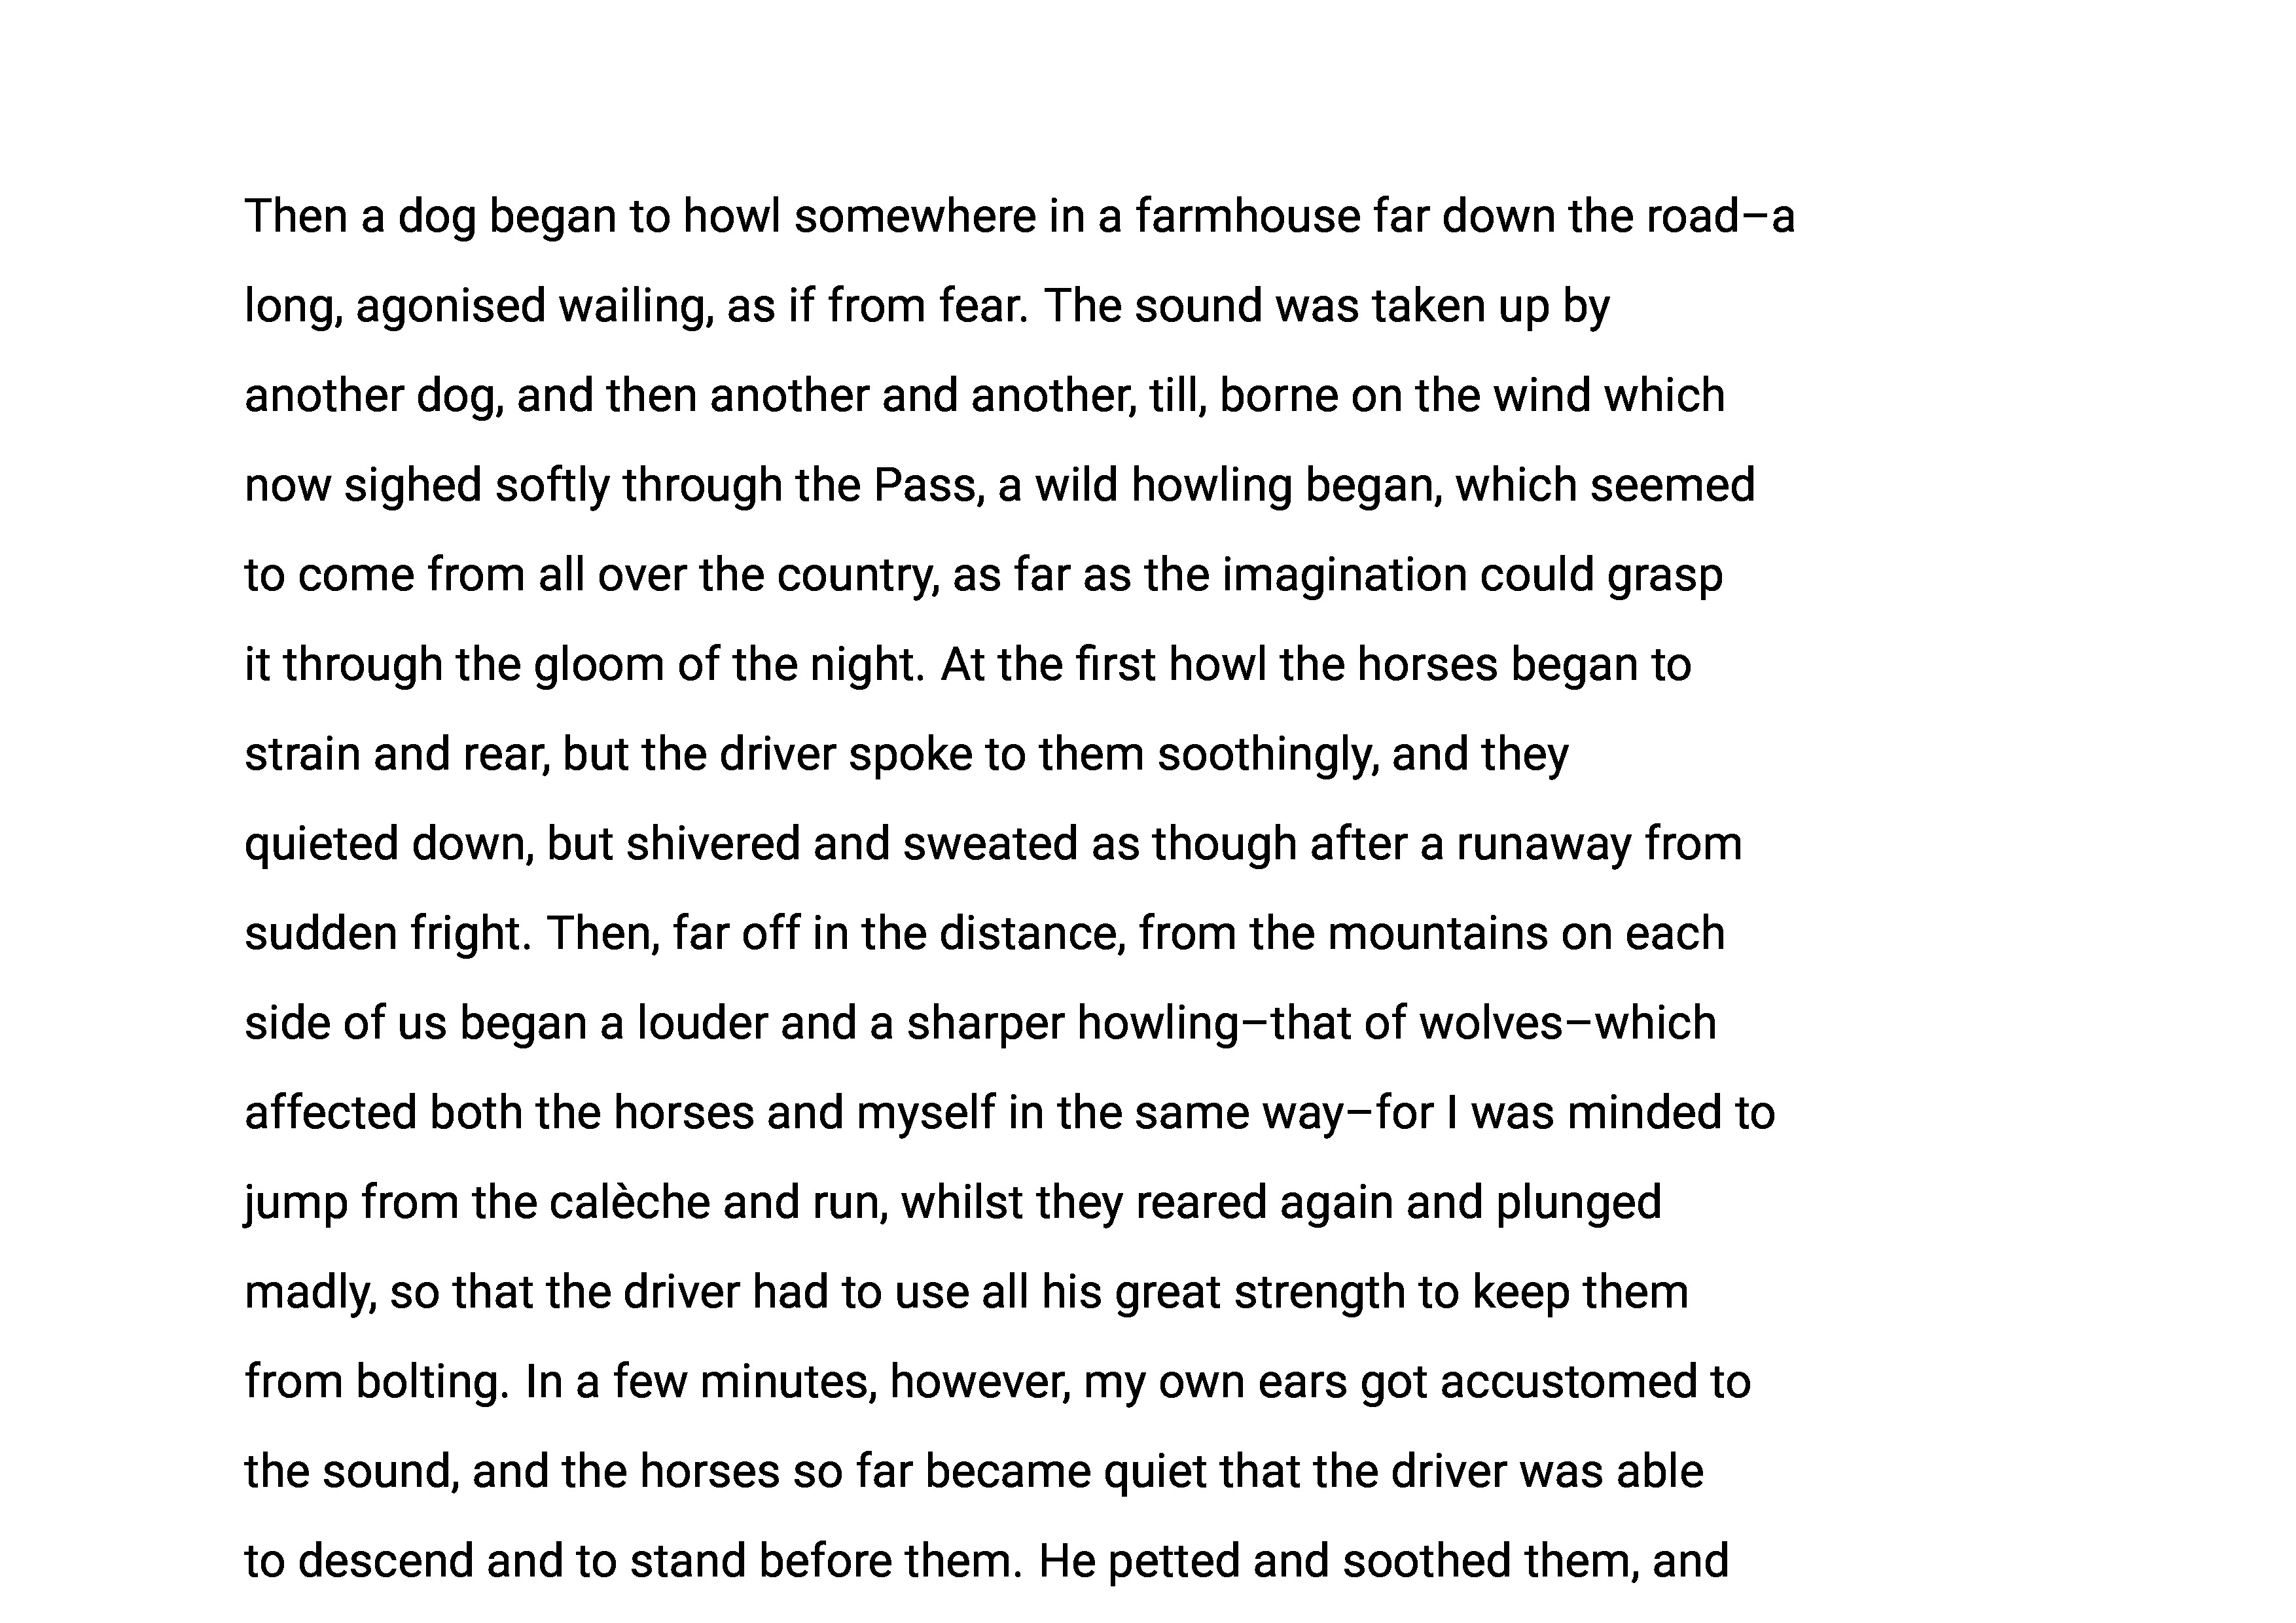 Then a dog began to howl somewhere in a farmhouse far down the road–a
long, agonised wailing, as if from fear. The sound was taken up by
another dog, and then another and another, till, borne on the wind which
now sighed softly through the Pass, a wild howling began, which seemed
to come from all over the country, as far as the imagination could grasp
it through the gloom of the night. At the first howl the horses began to
strain and rear, but the driver spoke to them soothingly, and they
quieted down, but shivered and sweated as though after a runaway from
sudden fright. Then, far off in the distance, from the mountains on each
side of us began a louder and a sharper howling–that of wolves–which
affected both the horses and myself in the same way–for I was minded to
jump from the calèche and run, whilst they reared again and plunged
madly, so that the driver had to use all his great strength to keep them
from bolting. In a few minutes, however, my own ears got accustomed to
the sound, and the horses so far became quiet that the driver was able
to descend and to stand before them. He petted and soothed them, and